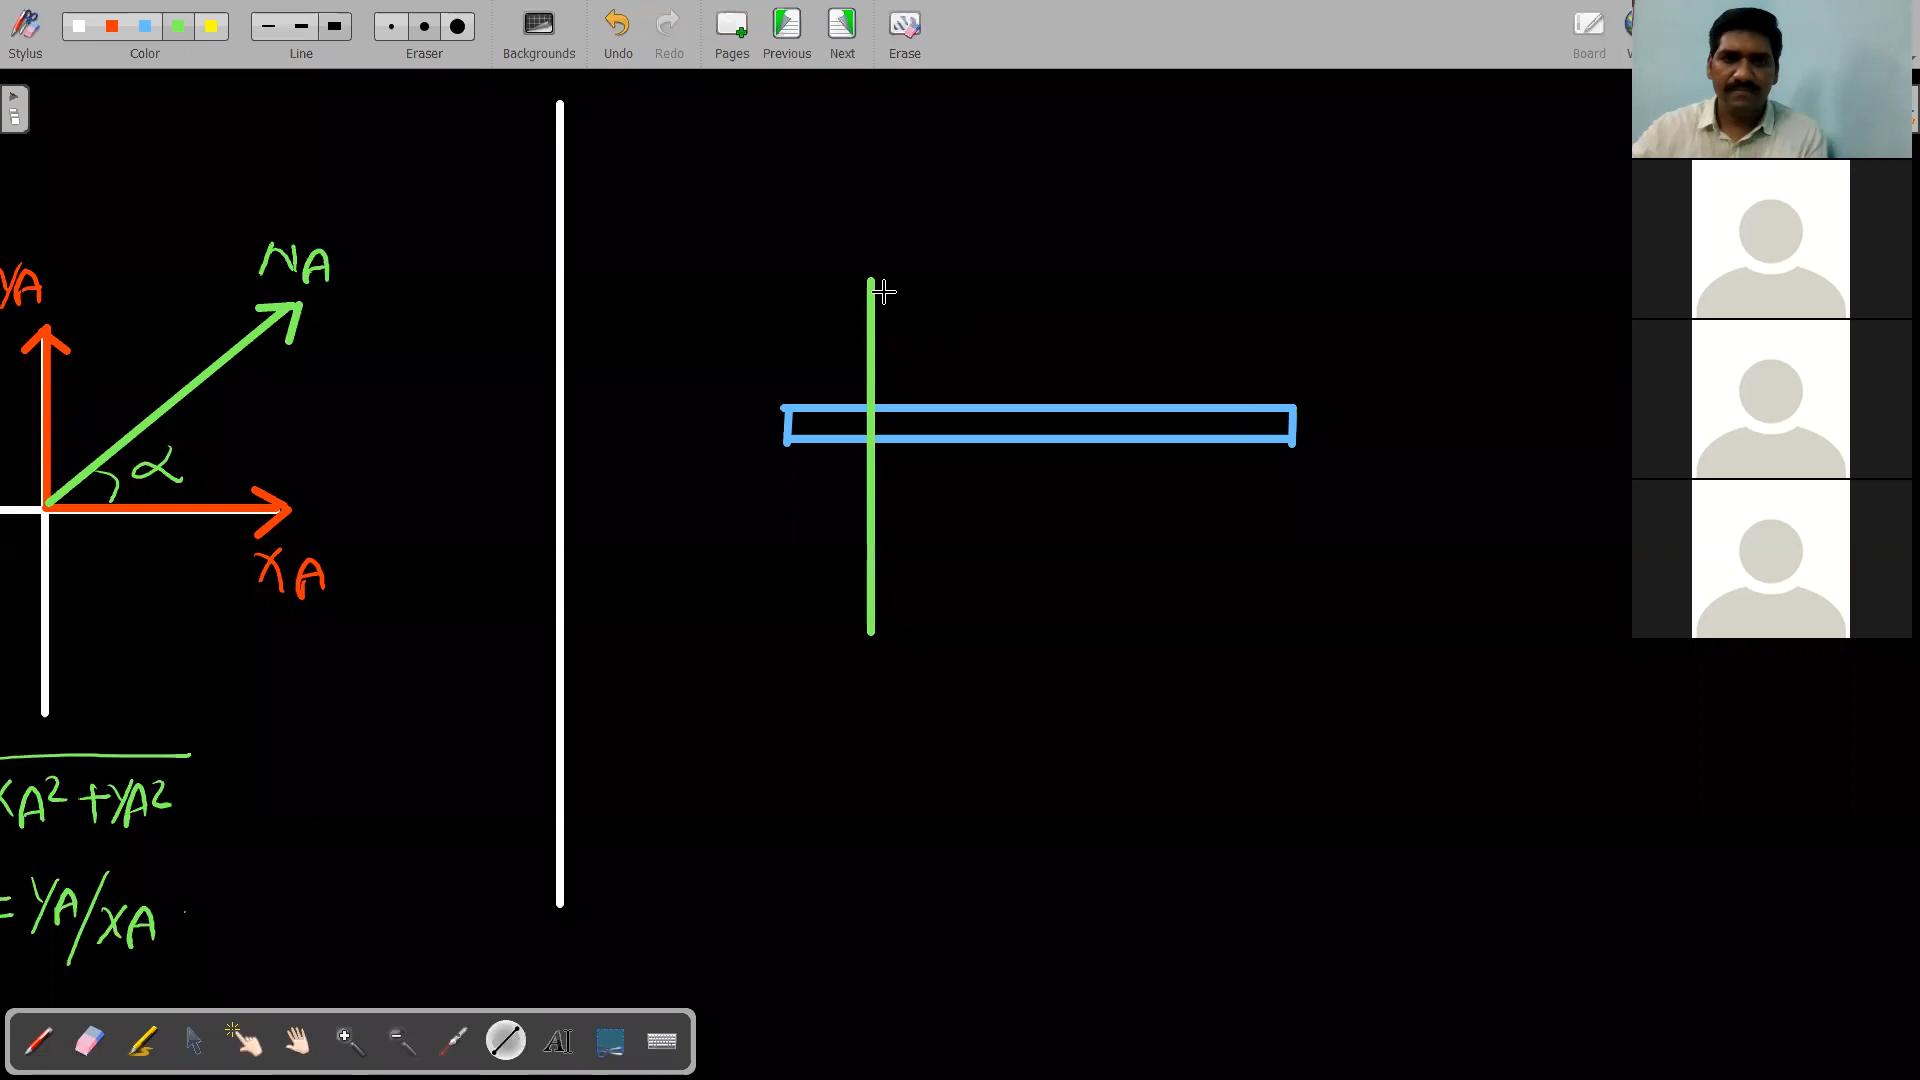 Stylus Color Line Eraser Backgrounds Undo Redo Pages Previous Next Erase Board
YA
NA
α
XA
XA² + YA²
= YA/XA
AI